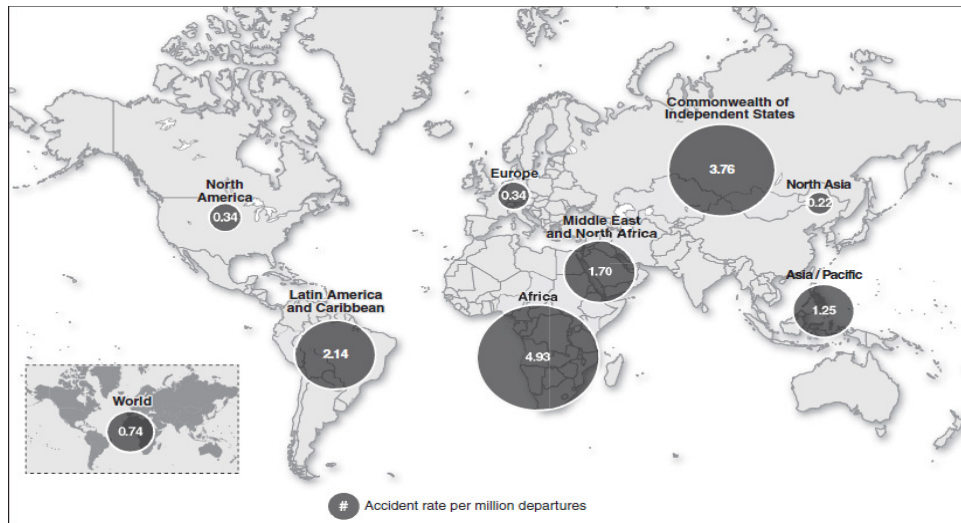 Commonwealth of
Independent States
3.76
Europe
0.34
North Asia
0.22
North
America
0.34
Middle East
and North Africa
1.70
Asia / Pacific
1.25
Latin America
and Caribbean
2.14
Africa
4.93
World
0.74
# Accident rate per million departures